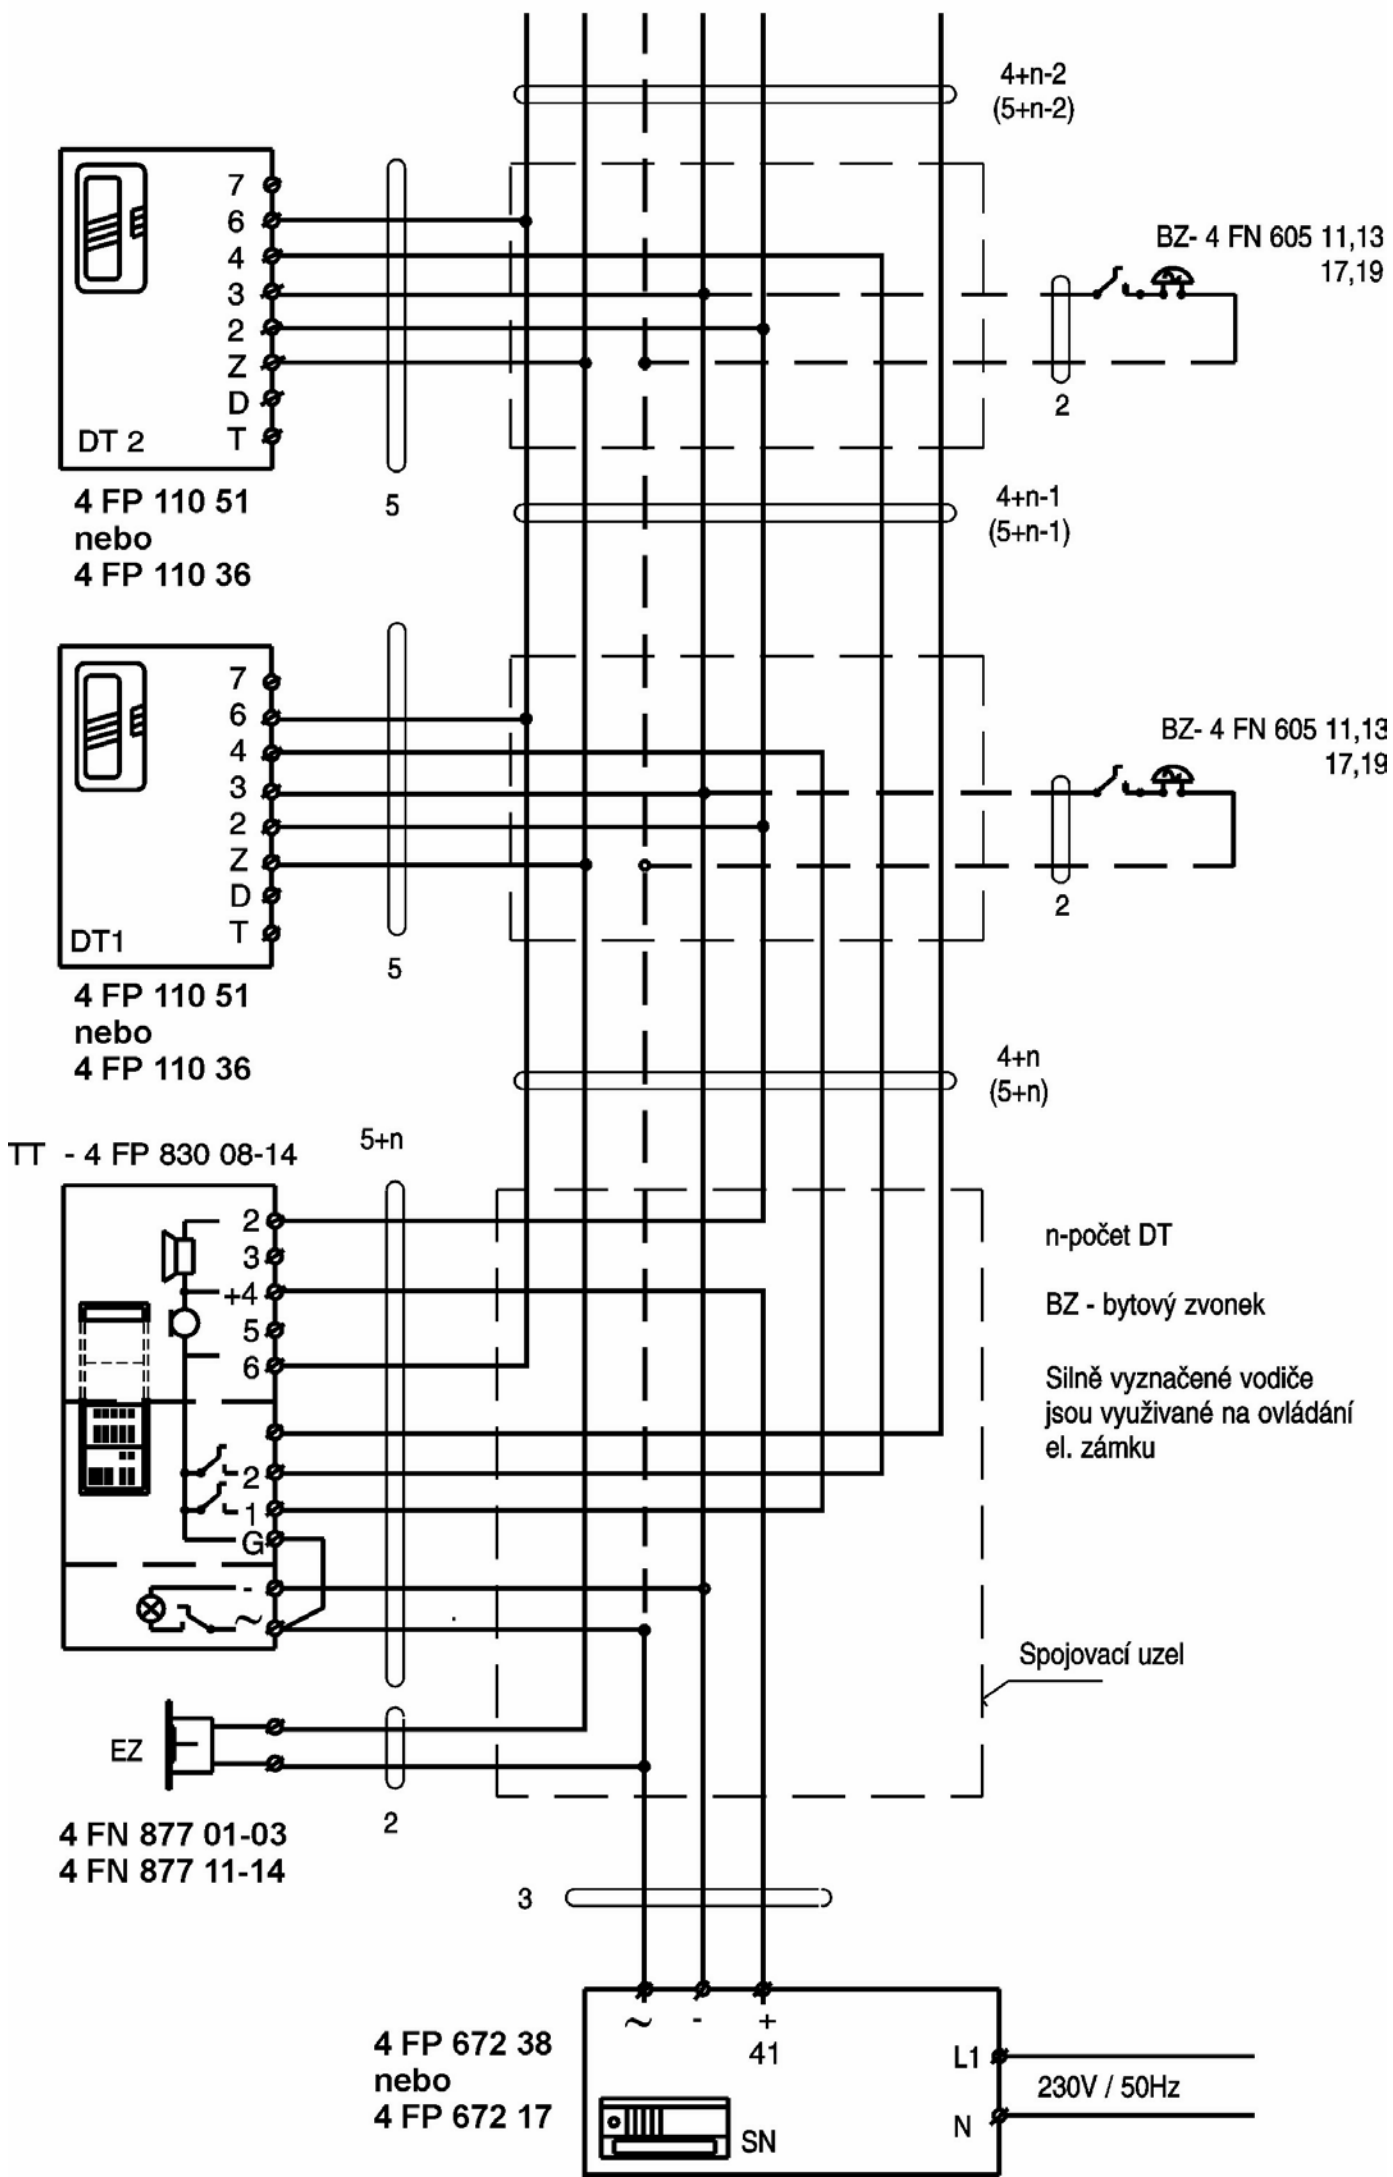 4+n-2
(5+n-2)
7
6
4
3
2
Z
D
T
DT 2
4 FP 110 51
nebo
4 FP 110 36
5
BZ- 4 FN 605 11,13
17,19
2
4+n-1
(5+n-1)
7
6
4
3
2
Z
D
T
DT1
4 FP 110 51
nebo
4 FP 110 36
5
BZ- 4 FN 605 11,13
17,19
2
4+n
(5+n)
TT - 4 FP 830 08-14
5+n
2
3
+4
5
6
2
1
G
-
~
n-počet DT
BZ - bytový zvonek
Silně vyznačené vodiče
jsou využivané na ovládání
el. zámku
Spojovací uzel
EZ
4 FN 877 01-03
4 FN 877 11-14
2
3
~ - +
41
4 FP 672 38
nebo
4 FP 672 17
SN
L1
230V / 50Hz
N